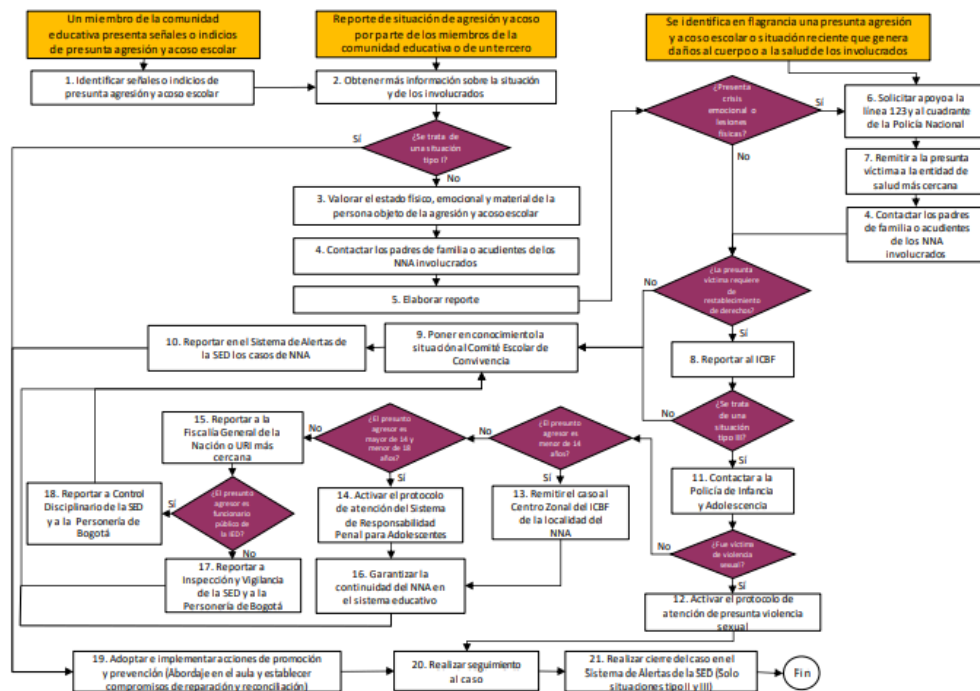 Un miembro de la comunidad
educativa presenta señales o indicios
de presunta agresión y acoso escolar
Reporte de situación de agresión y acoso
por parte de los miembros de la
comunidad educativa o de un tercero
Se identifica en flagrancia una presunta agresión
y acoso escolar o situación reciente que genera
daños al cuerpo o a la salud de los involucrados
1. Identificar señales o indicios de
presunta agresión y acoso escolar
2. Obtener más información sobre la situación
y de los involucrados
¿Presenta
crisis
emocional o
lesiones
físicas?
Sí
No
6. Solicitar apoyo a la
línea 123 y al cuadrante
de la Policía Nacional
¿Se trata de
una situación
tipo I?
Sí
No
7. Remitir a la presunta
víctima a la entidad de
salud más cercana
3. Valorar el estado físico, emocional y material de la
persona objeto de la agresión y acoso escolar
4. Contactar los padres
de familia o acudientes
de los NNA
involucrados
4. Contactar los padres de familia o acudientes de los
NNA involucrados
5. Elaborar reporte
¿La presunta
víctima requiere
de
restablecimiento
de derechos?
No
Sí
10. Reportar en el Sistema de Alertas de
la SED los casos de NNA
9. Poner en conocimiento la
situación al Comité Escolar de
Convivencia
8. Reportar al ICBF
¿Se trata
de una
situación
tipo III?
No
Sí
15. Reportar a la
Fiscalía General de la
Nación o URI más
cercana
No
¿El presunto
agresor es
mayor de 14 y
menor de 18
años?
Sí
No
¿El presunto
agresor es
menor de 14
años?
Sí
11. Contactar a la
Policía de Infancia
y Adolescencia
18. Reportar a Control
Disciplinario de la SED
y a la Personería de
Bogotá
Sí
¿El presunto
agresor es
funcionario
público de
la IED?
No
14. Activar el protocolo
de atención del Sistema
de Responsabilidad
Penal para Adolescentes
13. Remitir el caso al
Centro Zonal del ICBF
de la localidad del
NNA
No
¿Fue víctima
de violencia
sexual?
Sí
17. Reportar a
Inspección y Vigilancia
de la SED y a la
Personería de Bogotá
16. Garantizar la
continuidad del NNA en
el sistema educativo
12. Activar el protocolo de
atención de presunta violencia
sexual
19. Adoptar e implementar acciones de promoción
y prevención (Abordaje en el aula y establecer
compromisos de reparación y reconciliación)
20. Realizar seguimiento
al caso
21. Realizar cierre del caso en el
Sistema de Alertas de la SED (Solo
situaciones tipo II y III)
Fin